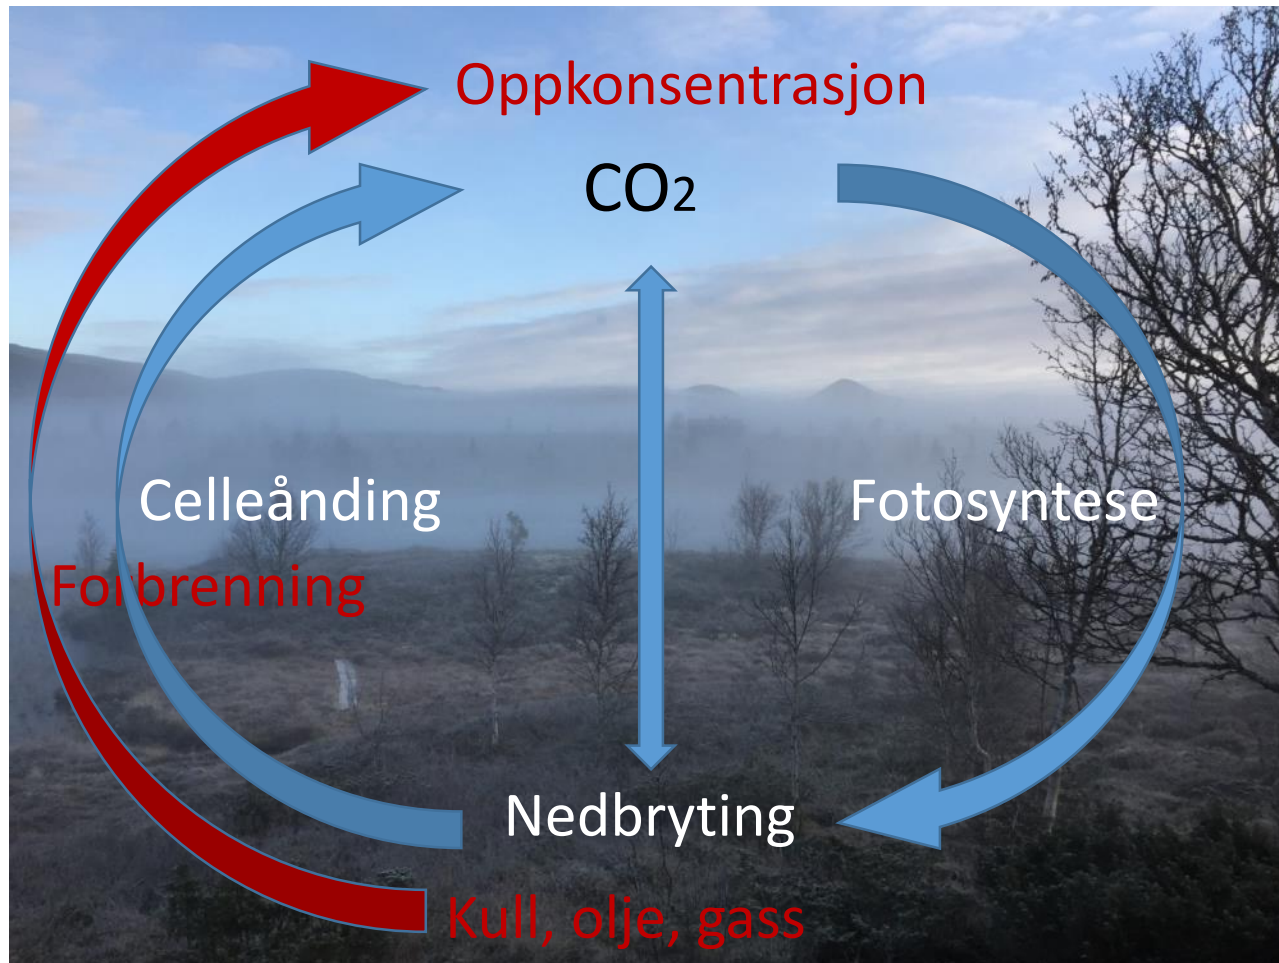 Oppkonsentrasjon
CO2
Celleånding
Fotosyntese
Forbrenning
Nedbryting
Kull, olje, gass